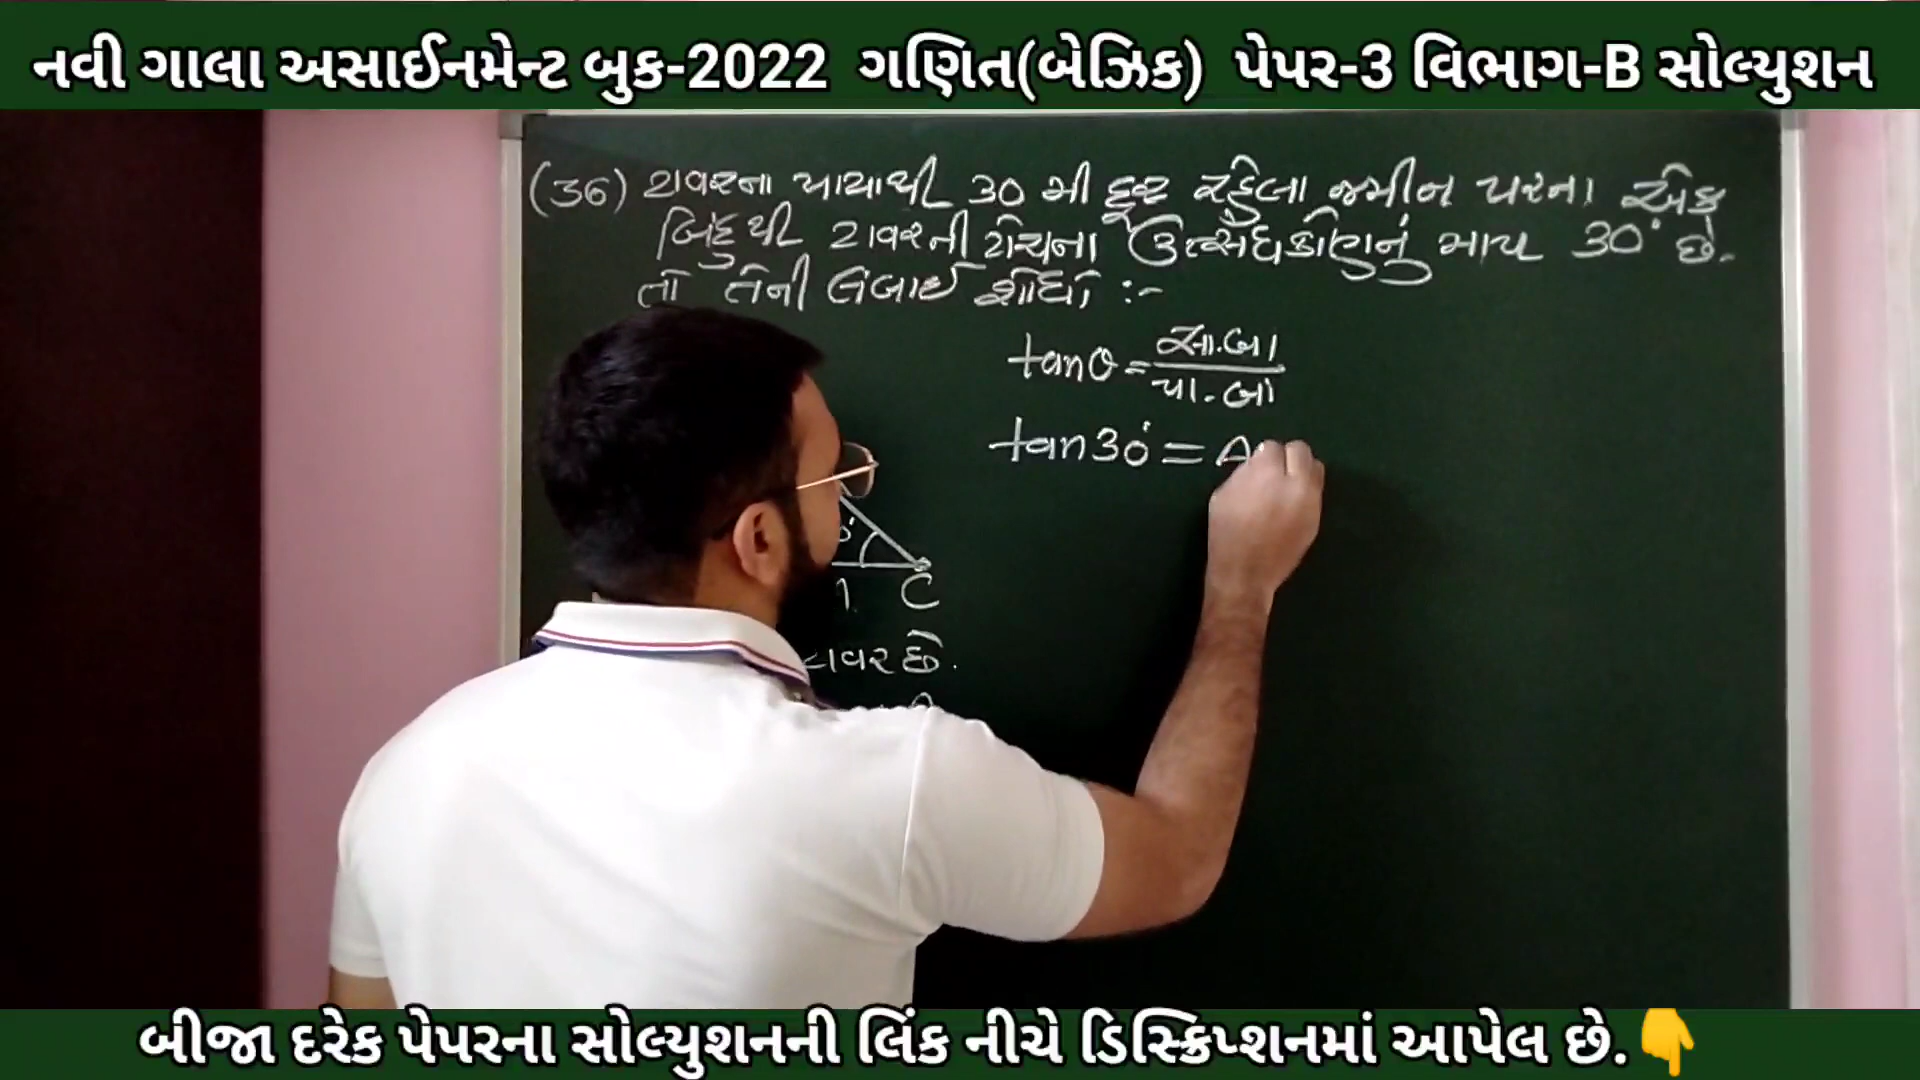 નવી ગાલા અસાઈનમેન્ટ બુક-2022 ગણિત(બેઝિક) પેપર-3 વિભાગ-B સોલ્યુશન
(36) ટાવરના પાયાથી 30 મી દૂર રહેલા જમીન પરના એક
બિંદુથી ટાવરની ટોચના ઉત્સેધકોણનું માપ 30° છે.
તો તેની લંબાઈ શોધો :-
tanθ = સા.બા / પા.બા
tan30° = A
C
ટાવર છે.
બીજા દરેક પેપરના સોલ્યુશનની લિંક નીચે ડિસ્ક્રિપ્શનમાં આપેલ છે.👇